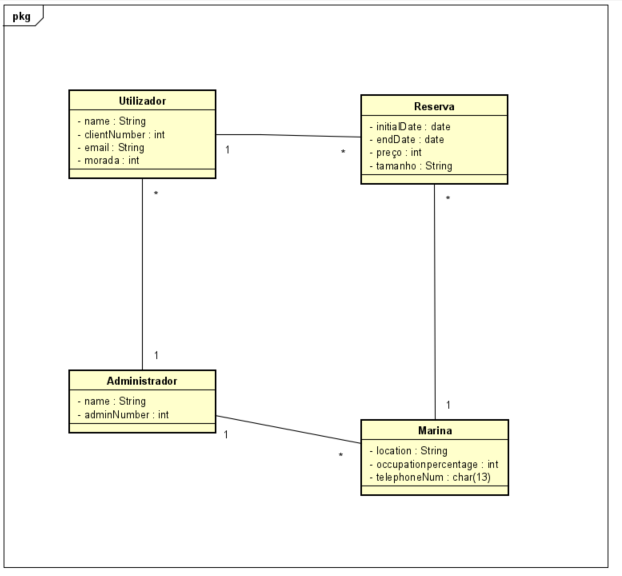 pkg
Utilizador
- name : String
- clientNumber : int
- email : String
- morada : int
Reserva
- initialDate : date
- endDate : date
- preço : int
- tamanho : String
1
*
*
*
1
1
Administrador
- name : String
- adminNumber : int
1
*
Marina
- location : String
- occupationpercentage : int
- telephoneNum : char(13)